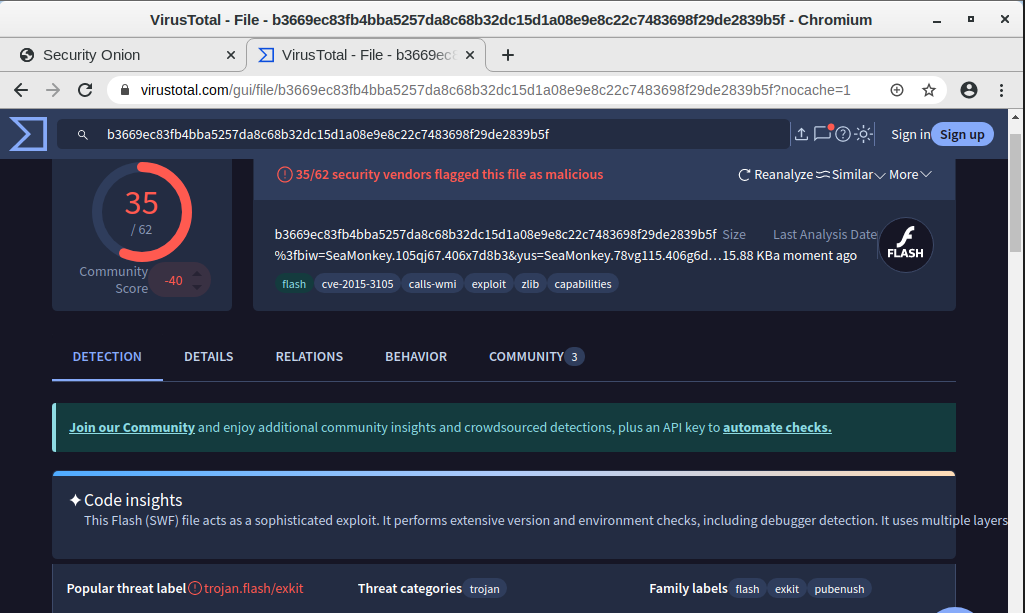 VirusTotal - File - b3669ec83fb4bba5257da8c68b32dc15d1a08e9e8c22c7483698f29de2839b5f - Chromium
Security Onion
VirusTotal - File - b3669ec8
virustotal.com/gui/file/b3669ec83fb4bba5257da8c68b32dc15d1a08e9e8c22c7483698f29de2839b5f?nocache=1
b3669ec83fb4bba5257da8c68b32dc15d1a08e9e8c22c7483698f29de2839b5f
Sign in
Sign up
35
/ 62
Community
Score
-40
35/62 security vendors flagged this file as malicious
Reanalyze
Similar
More
b3669ec83fb4bba5257da8c68b32dc15d1a08e9e8c22c7483698f29de2839b5f
%3fbiw=SeaMonkey.105qj67.406x7d8b3&yus=SeaMonkey.78vg115.406g6d…
Size
15.88 KB
Last Analysis Date
a moment ago
FLASH
flash
cve-2015-3105
calls-wmi
exploit
zlib
capabilities
DETECTION
DETAILS
RELATIONS
BEHAVIOR
COMMUNITY 3
Join our Community and enjoy additional community insights and crowdsourced detections, plus an API key to automate checks.
Code insights
This Flash (SWF) file acts as a sophisticated exploit. It performs extensive version and environment checks, including debugger detection. It uses multiple layers
Popular threat label trojan.flash/exkit
Threat categories trojan
Family labels flash exkit pubenush